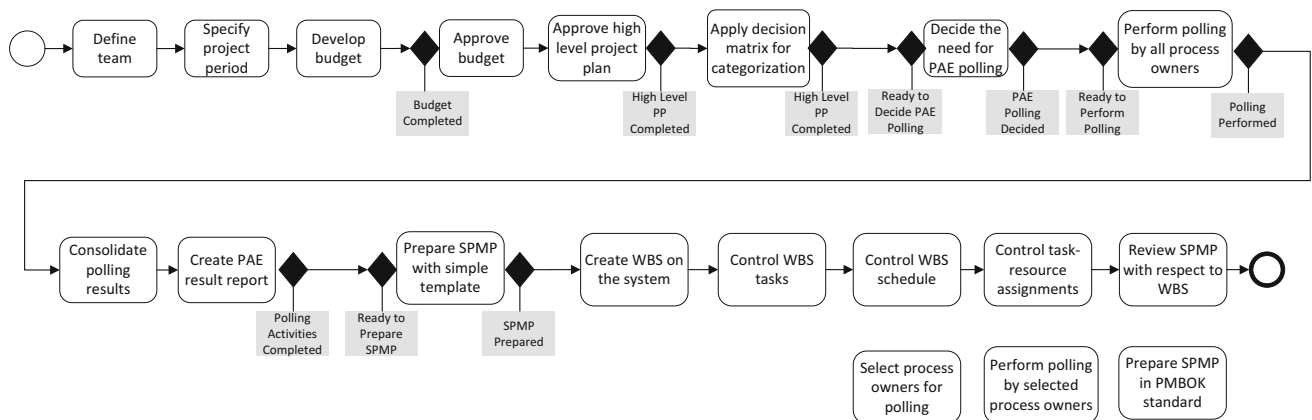 Define
team
Specify
project
period
Develop
budget
Approve
budget
Approve high
level project
plan
Apply decision
matrix for
categorization
Decide the
need for
PAE polling
Perform polling
by all process
owners
Budget
Completed
High Level
PP
Completed
High Level
PP
Completed
Ready to
Decide PAE
Polling
PAE
Polling
Decided
Ready to
Perform
Polling
Polling
Performed
Consolidate
polling
results
Create PAE
result report
Prepare SPMP
with simple
template
Create WBS on
the system
Control WBS
tasks
Control WBS
schedule
Control task-
resource
assignments
Review SPMP
with respect to
WBS
Polling
Activities
Completed
Ready to
Prepare
SPMP
SPMP
Prepared
Select process
owners for
polling
Perform polling
by selected
process owners
Prepare SPMP
in PMBOK
standard